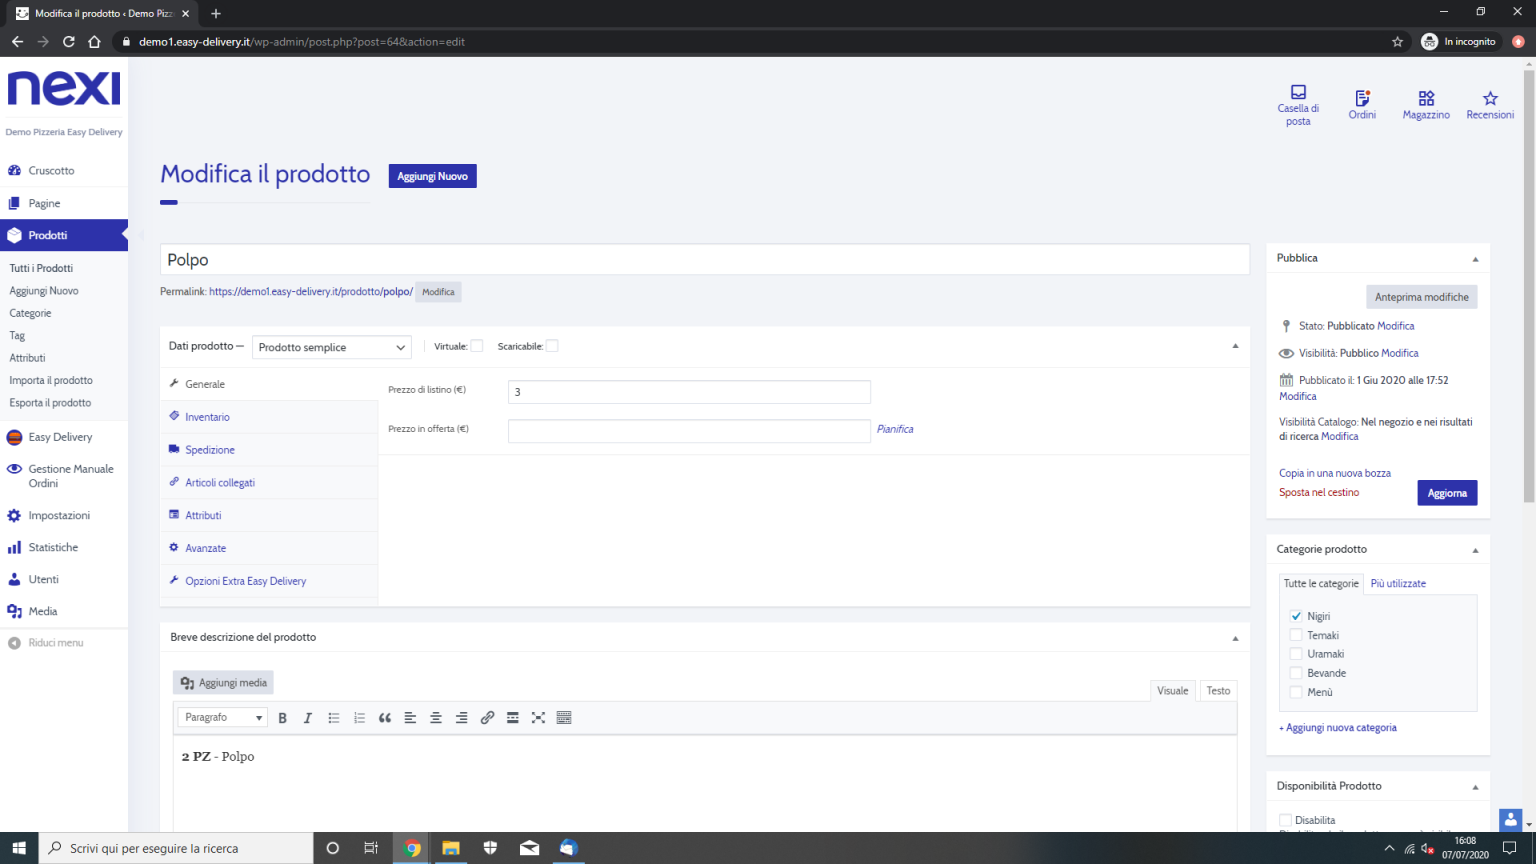 Modifica il prodotto ‹ Demo Pizz
demo1.easy-delivery.it/wp-admin/post.php?post=64&action=edit
In incognito
nexi
Demo Pizzeria Easy Delivery
Casella di posta
Ordini
Magazzino
Recensioni
Cruscotto
Pagine
Prodotti
Tutti i Prodotti
Aggiungi Nuovo
Categorie
Tag
Attributi
Importa il prodotto
Esporta il prodotto
Easy Delivery
Gestione Manuale
Ordini
Impostazioni
Statistiche
Utenti
Media
Riduci menu
Modifica il prodotto
Aggiungi Nuovo
Polpo
Permalink: https://demo1.easy-delivery.it/prodotto/polpo/ Modifica
Dati prodotto — Prodotto semplice Virtuale: Scaricabile:
Generale
Inventario
Spedizione
Articoli collegati
Attributi
Avanzate
Opzioni Extra Easy Delivery
Prezzo di listino (€) 3
Prezzo in offerta (€) Pianifica
Breve descrizione del prodotto
Aggiungi media
Visuale Testo
Paragrafo B I
2 PZ - Polpo
Pubblica
Anteprima modifiche
Stato: Pubblicato Modifica
Visibilità: Pubblico Modifica
Pubblicato il: 1 Giu 2020 alle 17:52
Modifica
Visibilità Catalogo: Nel negozio e nei risultati
di ricerca Modifica
Copia in una nuova bozza
Sposta nel cestino
Aggiorna
Categorie prodotto
Tutte le categorie Più utilizzate
Nigiri
Temaki
Uramaki
Bevande
Menù
+ Aggiungi nuova categoria
Disponibilità Prodotto
Disabilita
Scrivi qui per eseguire la ricerca
16:08
07/07/2020